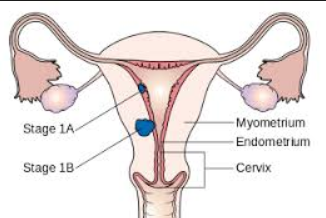 Stage 1A
Stage 1B
Myometrium
Endometrium
Cervix